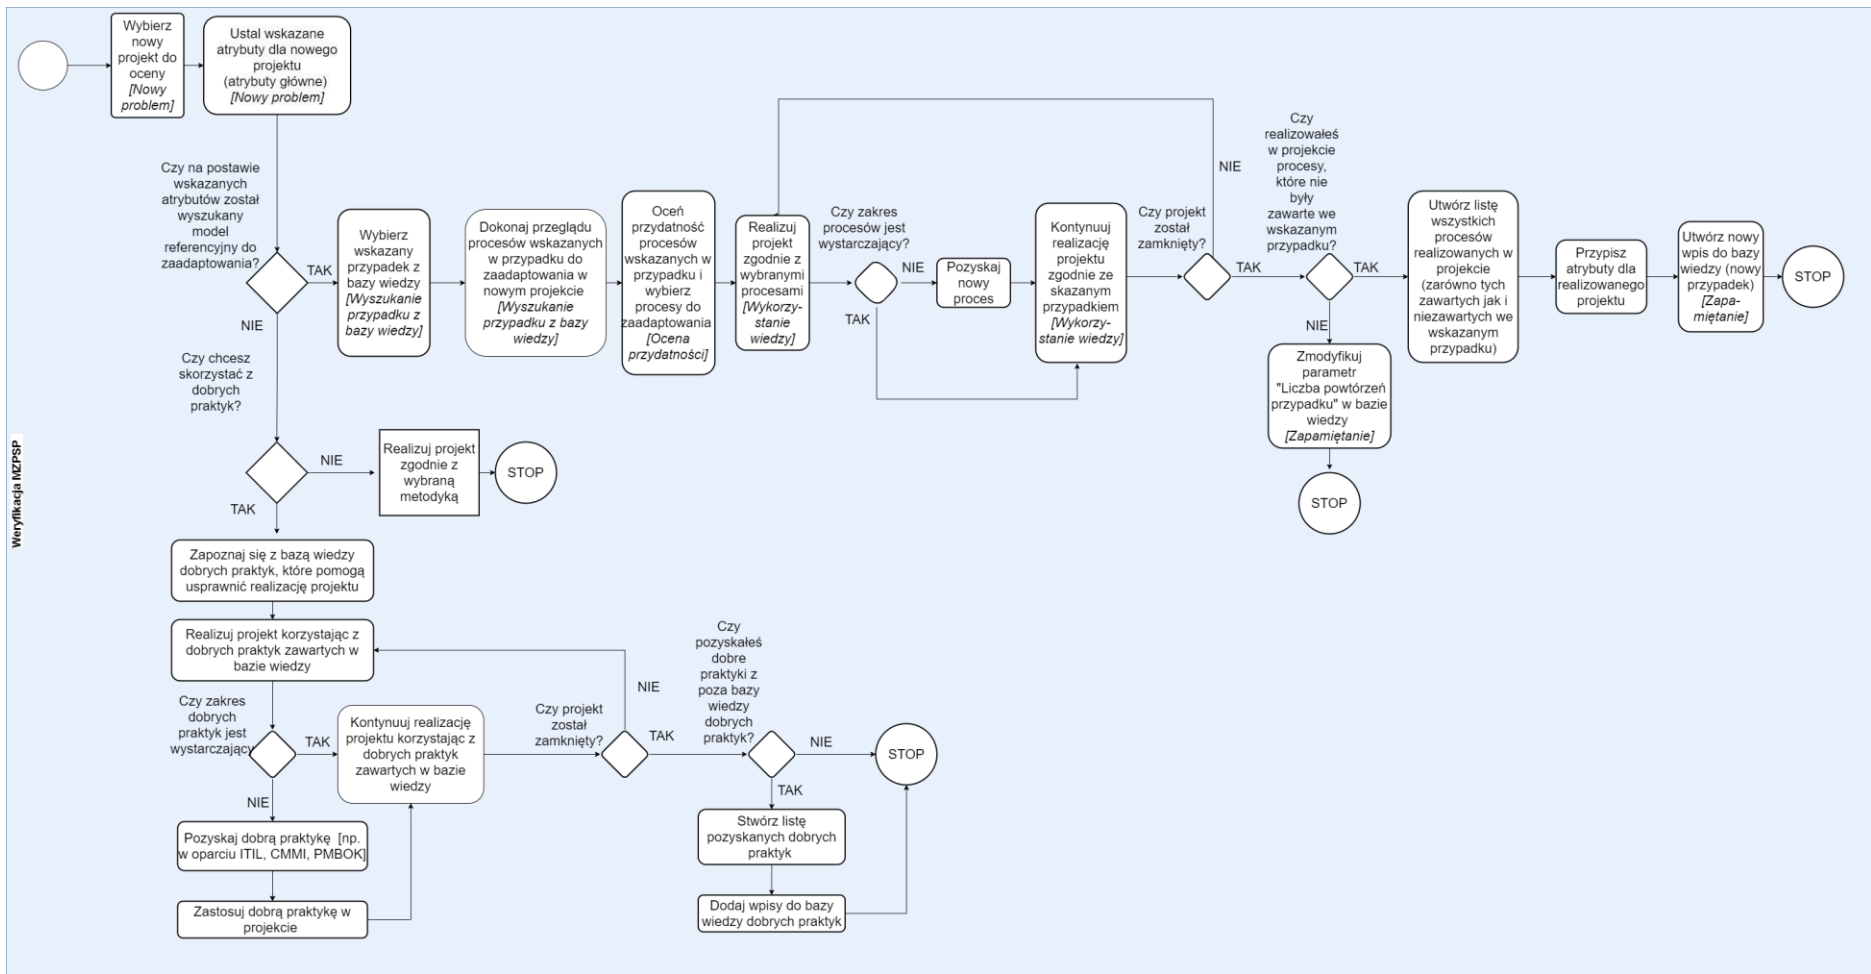 Wybierz
nowy
projekt do
oceny
[Nowy
problem]
Ustal wskazane
atrybuty dla nowego
projektu
(atrybuty główne)
[Nowy problem]
Czy na postawie
wskazanych
atrybutów został
wyszukany
model
referencyjny do
zaadaptowania?
TAK
NIE
Wybierz
wskazany
przypadek z
bazy wiedzy
[Wyszukanie
przypadku z
bazy wiedzy]
Dokonaj przeglądu
procesów wskazanych
w przypadku do
zaadaptowania w
nowym projekcie
[Wyszukanie
przypadku z bazy
wiedzy]
Oceń
przydatność
procesów
wskazanych w
przypadku i
wybierz
procesy do
zaadaptowania
[Ocena
przydatności]
Realizuj
projekt
zgodnie z
wybranymi
procesami
[Wykorzy-
stanie
wiedzy]
Czy zakres
procesów jest
wystarczający?
NIE
TAK
Pozyskaj
nowy
proces
Kontynuuj
realizację
projektu
zgodnie ze
skazanym
przypadkiem
[Wykorzy-
stanie wiedzy]
Czy projekt
został
zamknięty?
NIE
TAK
Czy
realizowałeś
w projekcie
procesy,
które nie
były
zawarte we
wskazanym
przypadku?
TAK
NIE
Utwórz listę
wszystkich
procesów
realizowanych w
projekcie
(zarówno tych
zawartych jak i
niezawartych we
wskazanym
przypadku)
Przypisz
atrybuty dla
realizowanego
projektu
Utwórz nowy
wpis do bazy
wiedzy (nowy
przypadek)
[Zapa-
miętanie]
STOP
Zmodyfikuj
parametr
"Liczba powtórzeń
przypadku" w bazie
wiedzy
[Zapamiętanie]
STOP
Czy chcesz
skorzystać z
dobrych
praktyk?
NIE
TAK
Realizuj projekt
zgodnie z
wybraną
metodyką
STOP
Weryfikacja MZPSP
Zapoznaj się z bazą wiedzy
dobrych praktyk, które pomogą
usprawnić realizację projektu
Realizuj projekt korzystając z
dobrych praktyk zawartych w
bazie wiedzy
Czy zakres
dobrych
praktyk jest
wystarczający
TAK
NIE
Kontynuuj realizację
projektu korzystając z
dobrych praktyk
zawartych w bazie
wiedzy
Czy projekt
został
zamknięty?
NIE
TAK
Czy
pozyskałeś
dobre
praktyki z
poza bazy
wiedzy
dobrych
praktyk?
NIE
TAK
STOP
Pozyskaj dobrą praktykę [np.
w oparciu ITIL, CMMI, PMBOK]
Zastosuj dobrą praktykę w
projekcie
Stwórz listę
pozyskanych dobrych
praktyk
Dodaj wpisy do bazy
wiedzy dobrych praktyk